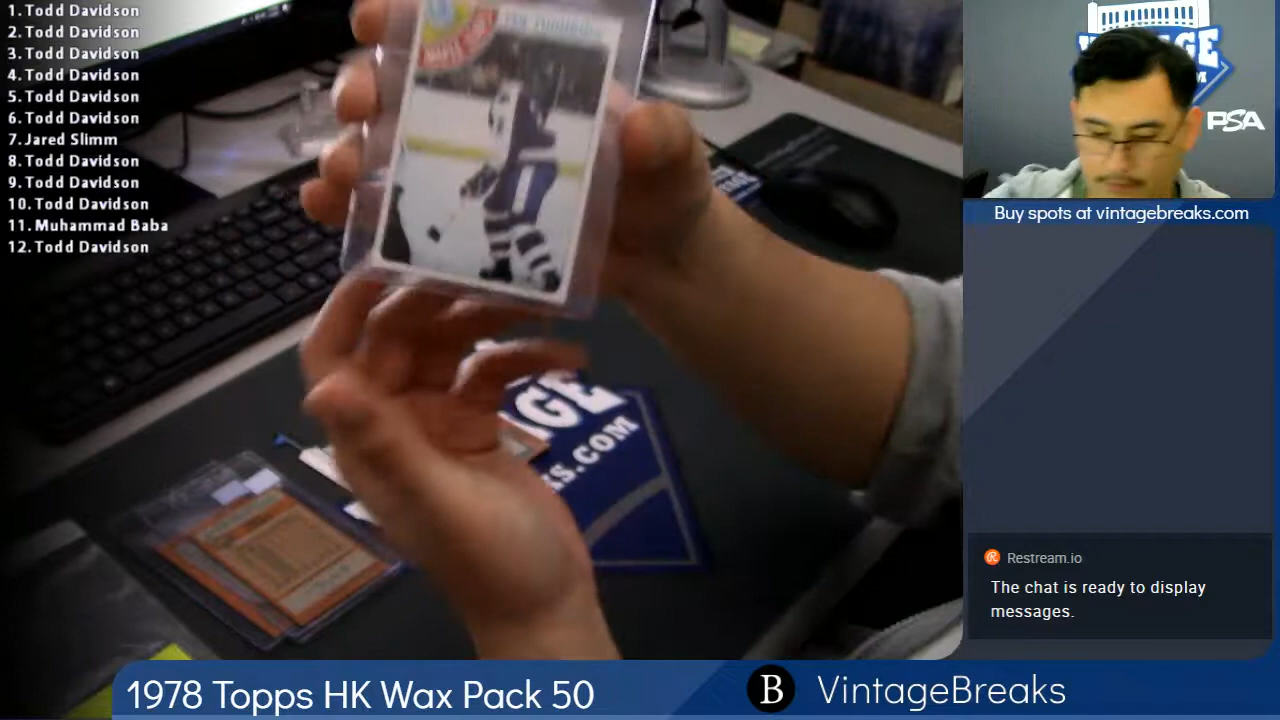 1. Todd Davidson
2. Todd Davidson
3. Todd Davidson
4. Todd Davidson
5. Todd Davidson
6. Todd Davidson
7. Jared Slimm
8. Todd Davidson
9. Todd Davidson
10. Todd Davidson
11. Muhammad Baba
12. Todd Davidson
PSA
Buy spots at vintagebreaks.com
Restream.io
The chat is ready to display
messages.
1978 Topps HK Wax Pack 50
B VintageBreaks